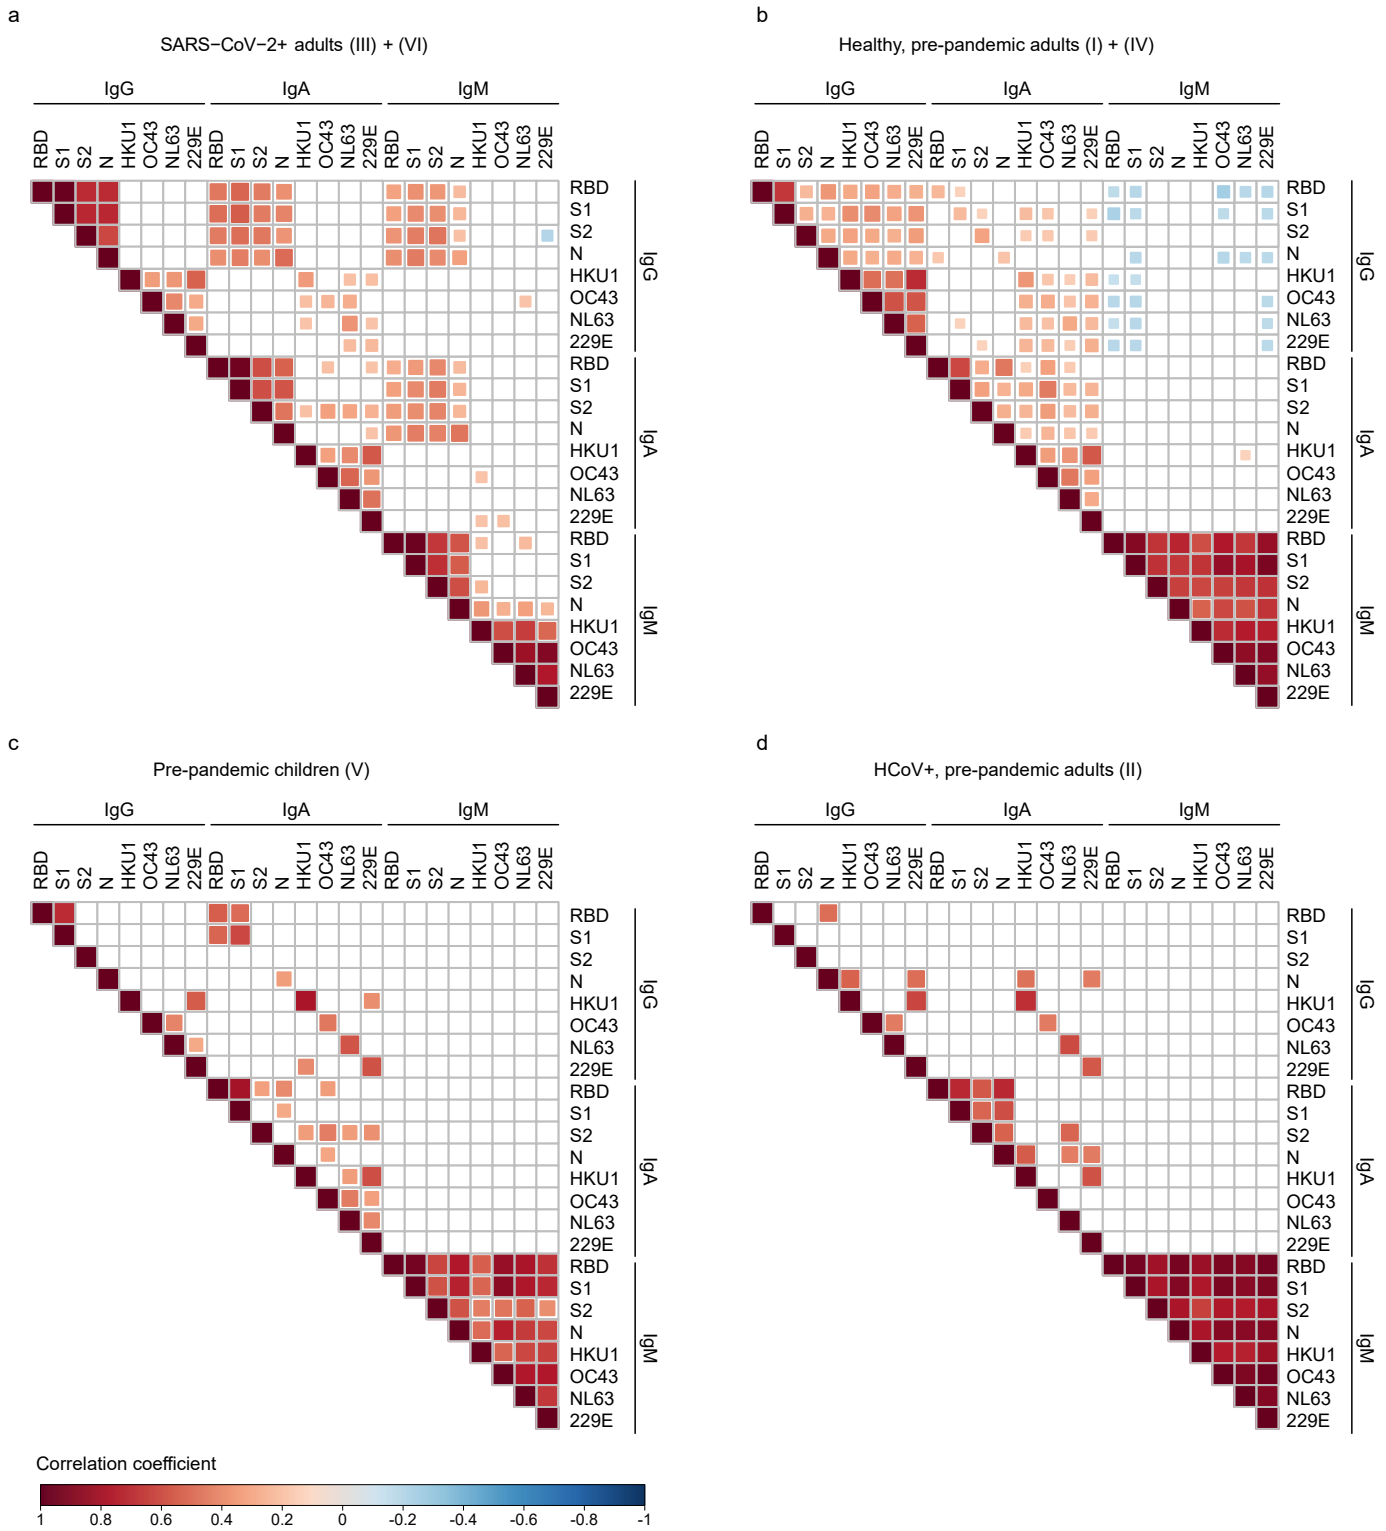 a
SARS−CoV−2+ adults (III) + (VI)
IgG IgA IgM
RBD S1 S2 N HKU1 OC43 NL63 229E RBD S1 S2 N HKU1 OC43 NL63 229E RBD S1 S2 N HKU1 OC43 NL63 229E
RBD
S1
S2
N
HKU1
OC43
NL63
229E
IgG
RBD
S1
S2
N
HKU1
OC43
NL63
229E
IgA
RBD
S1
S2
N
HKU1
OC43
NL63
229E
IgM
b
Healthy, pre-pandemic adults (I) + (IV)
IgG IgA IgM
RBD S1 S2 N HKU1 OC43 NL63 229E RBD S1 S2 N HKU1 OC43 NL63 229E RBD S1 S2 N HKU1 OC43 NL63 229E
RBD
S1
S2
N
HKU1
OC43
NL63
229E
IgG
RBD
S1
S2
N
HKU1
OC43
NL63
229E
IgA
RBD
S1
S2
N
HKU1
OC43
NL63
229E
IgM
c
Pre-pandemic children (V)
IgG IgA IgM
RBD S1 S2 N HKU1 OC43 NL63 229E RBD S1 S2 N HKU1 OC43 NL63 229E RBD S1 S2 N HKU1 OC43 NL63 229E
RBD
S1
S2
N
HKU1
OC43
NL63
229E
IgG
RBD
S1
S2
N
HKU1
OC43
NL63
229E
IgA
RBD
S1
S2
N
HKU1
OC43
NL63
229E
IgM
d
HCoV+, pre-pandemic adults (II)
IgG IgA IgM
RBD S1 S2 N HKU1 OC43 NL63 229E RBD S1 S2 N HKU1 OC43 NL63 229E RBD S1 S2 N HKU1 OC43 NL63 229E
RBD
S1
S2
N
HKU1
OC43
NL63
229E
IgG
RBD
S1
S2
N
HKU1
OC43
NL63
229E
IgA
RBD
S1
S2
N
HKU1
OC43
NL63
229E
IgM
Correlation coefficient
1 0.8 0.6 0.4 0.2 0 -0.2 -0.4 -0.6 -0.8 -1